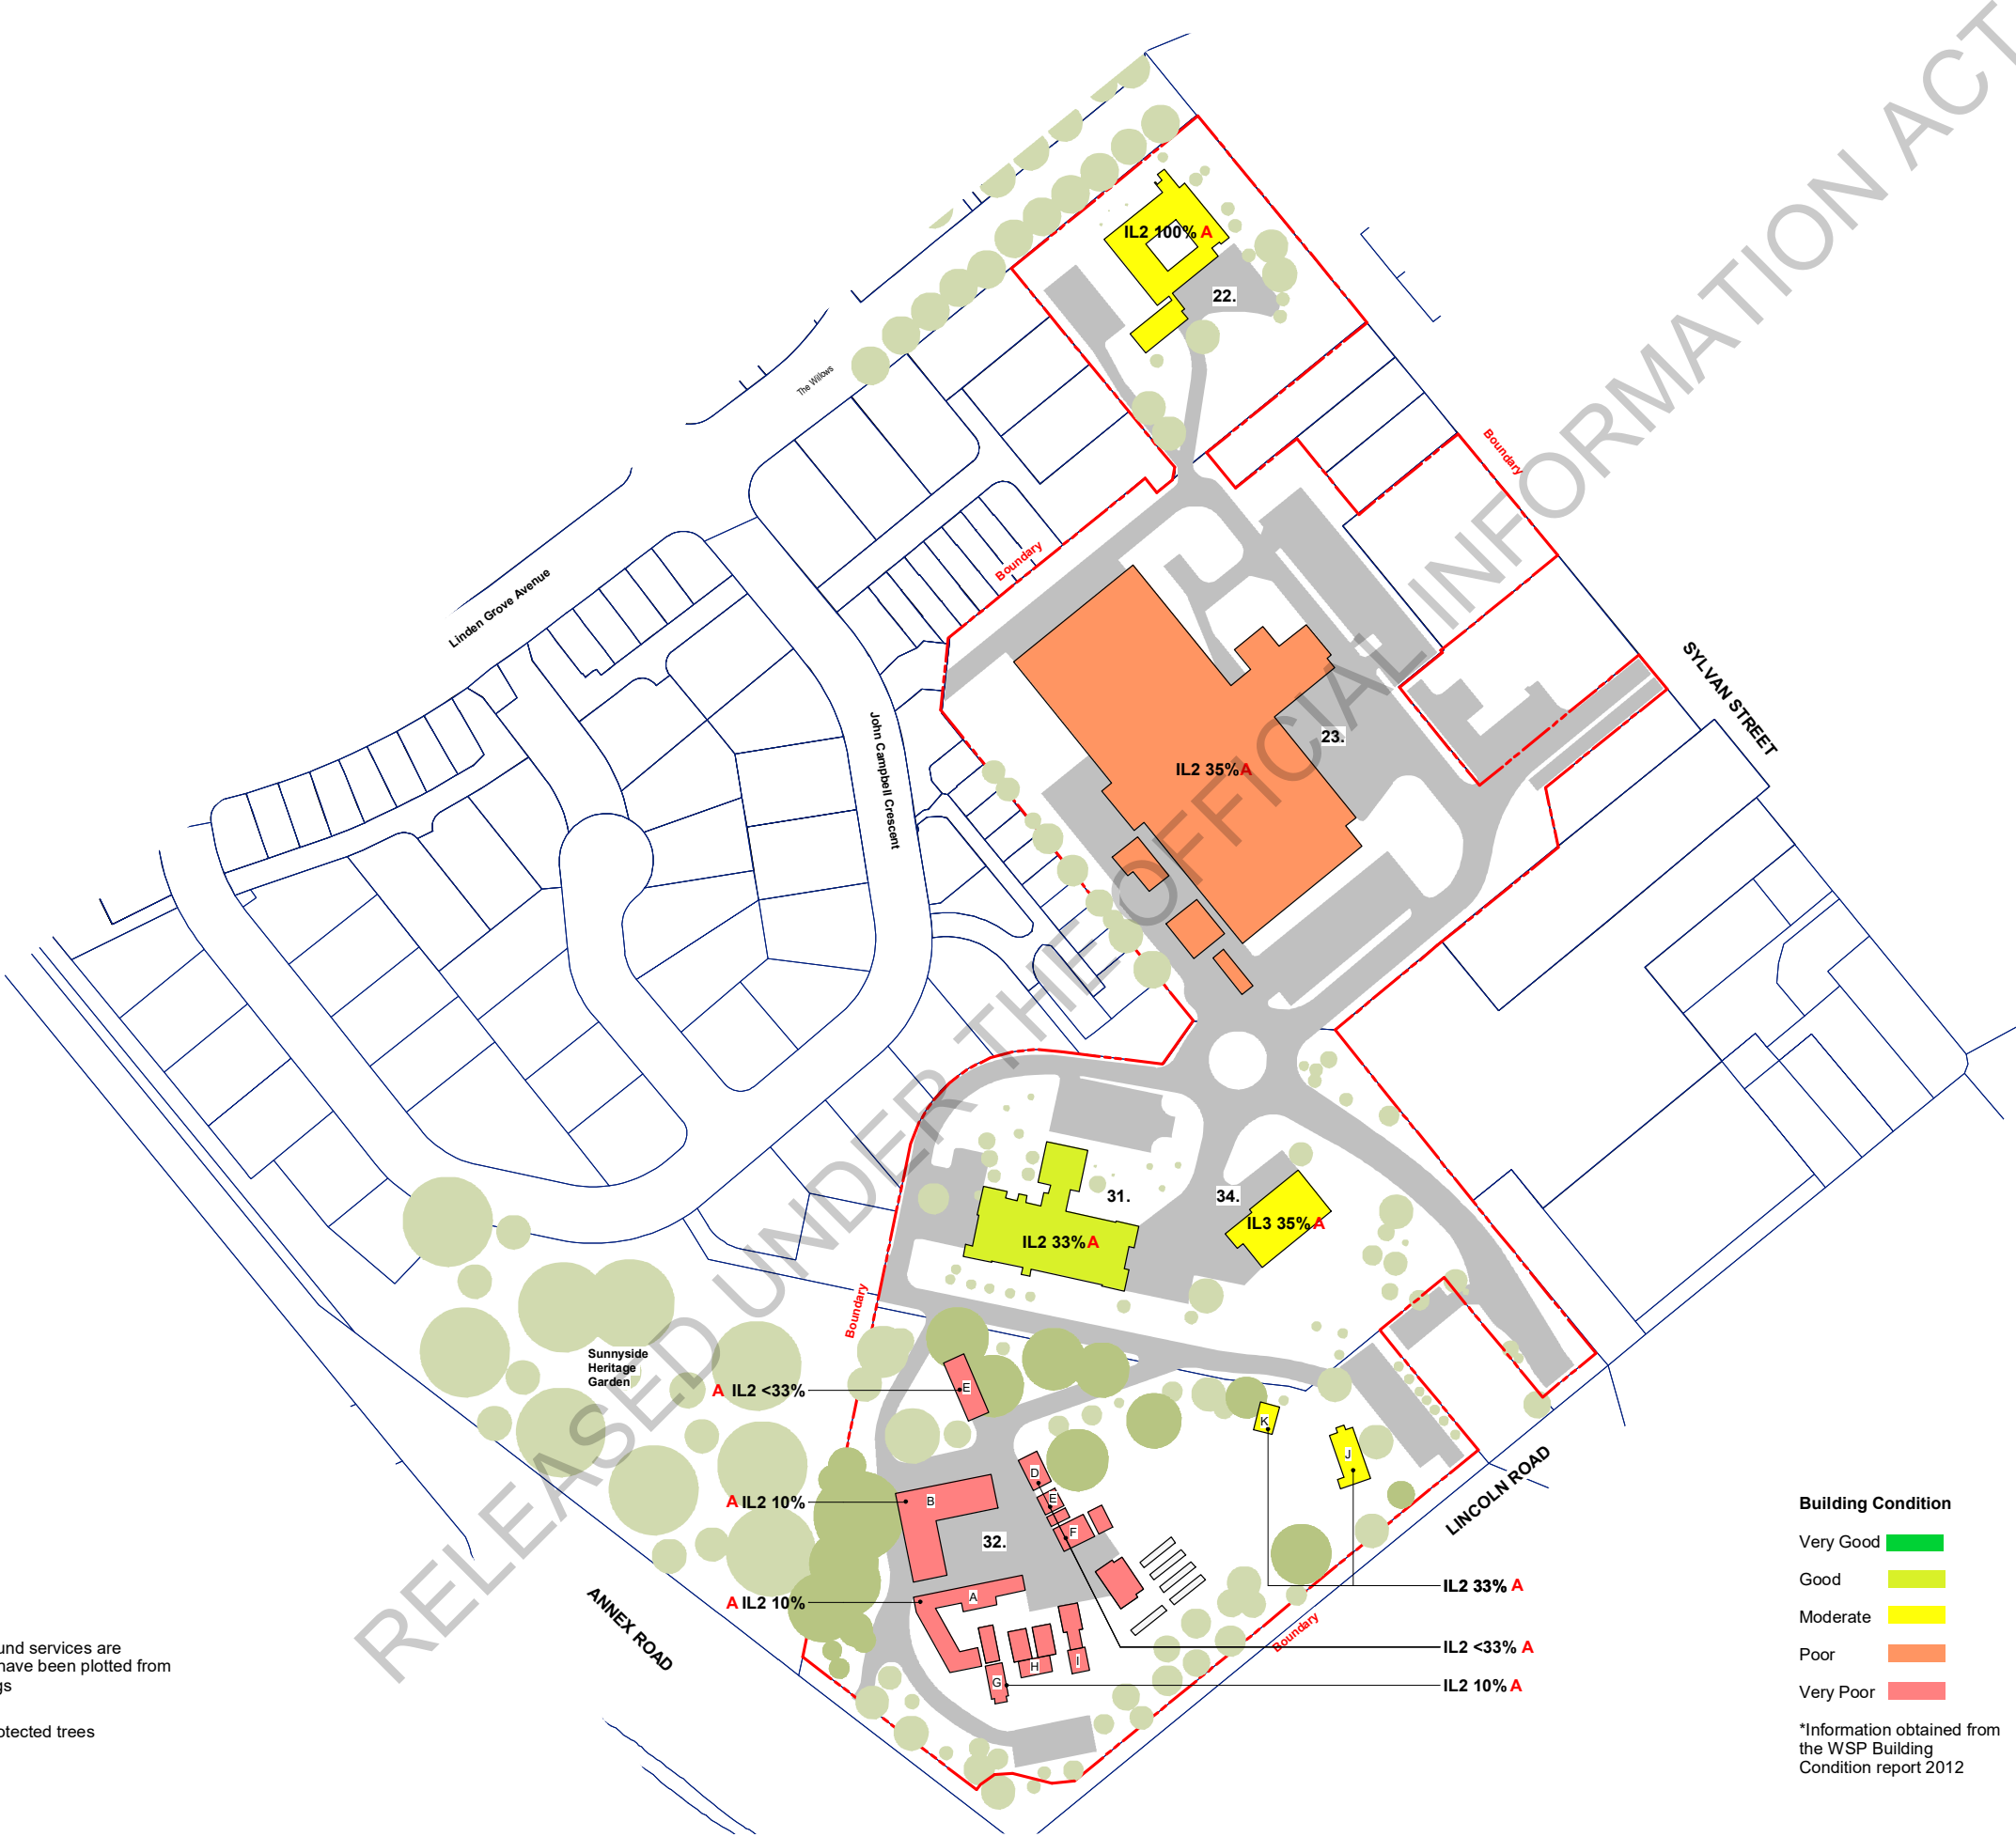 RELEASED UNDER THE OFFICIAL INFORMATION ACT
IL2 100% A
22.
The Willows
Boundary
Boundary
Linden Grove Avenue
John Campbell Crescent
SYLVAN STREET
23.
IL2 35% A
31.
34.
IL3 35% A
IL2 33% A
Boundary
Sunnyside
Heritage
Garden
A IL2 <33%
E
K
J
D
E
F
A IL2 10%
B
32.
LINCOLN ROAD
A IL2 10%
A
H
I
G
ANNEX ROAD
Boundary
IL2 33% A
IL2 <33% A
IL2 10% A
und services are
have been plotted from
gs
otected trees
Building Condition
Very Good
Good
Moderate
Poor
Very Poor
*Information obtained from
the WSP Building
Condition report 2012